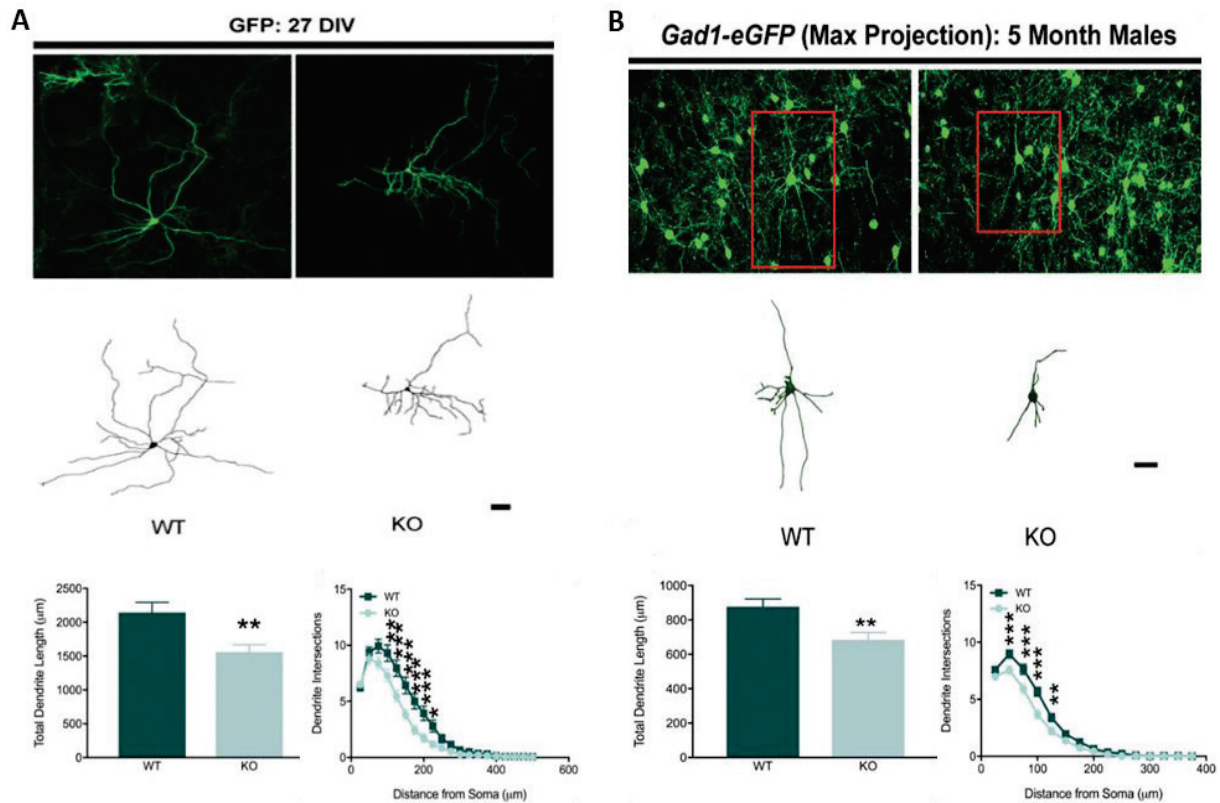 A
GFP: 27 DIV
WT
KO
Total Dendrite Length (μm)
2500
2000
1500
1000
500
0
**
WT
KO
Dendrite Intersections
15
10
5
0
WT
KO
*
0
200
400
600
Distance from Soma (μm)
B
Gad1-eGFP (Max Projection): 5 Month Males
WT
KO
Total Dendrite Length (μm)
1000
800
600
400
200
0
**
WT
KO
Dendrite Intersections
15
10
5
0
WT
KO
****
****
****
**
0
100
200
300
400
Distance from Soma (μm)